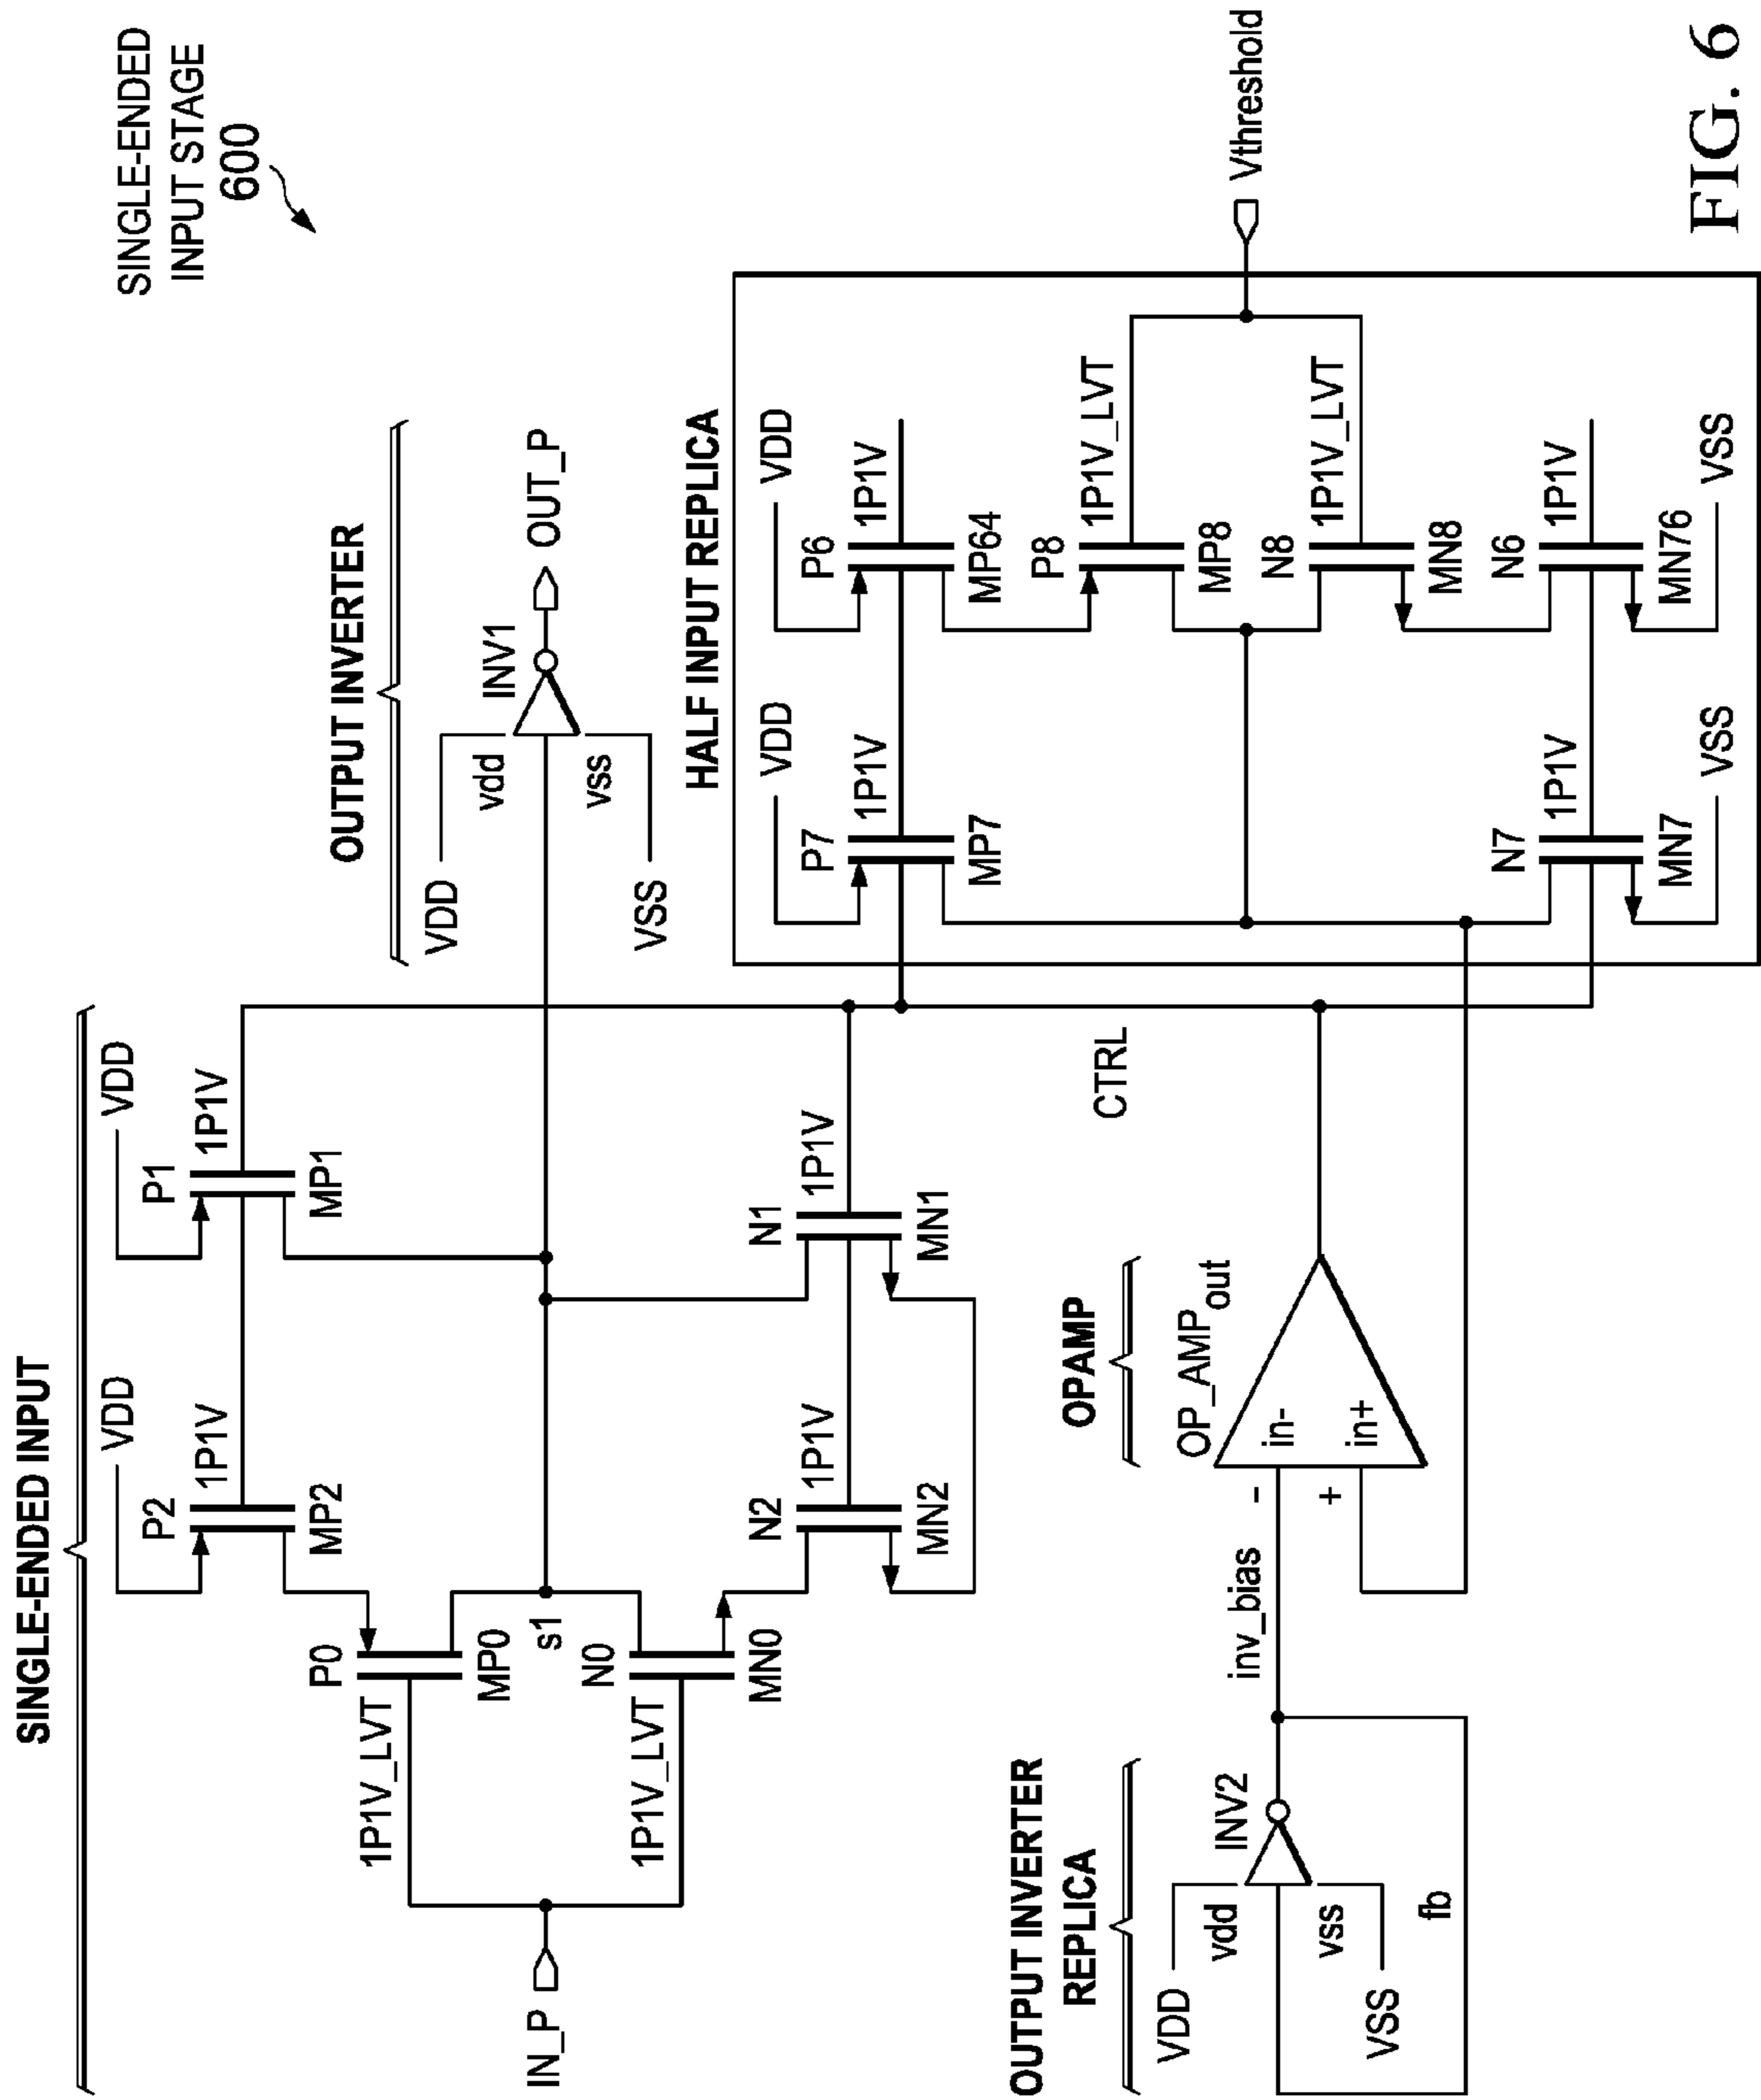 SINGLE-ENDED
INPUT STAGE
600
SINGLE-ENDED INPUT
VDD
VDD
P2
1P1V
MP2
P1
1P1V
MP1
P0
1P1V_LVT
MP0
s1
IN_P
N0
1P1V_LVT
MN0
N2
1P1V
MN2
N1
1P1V
MN1
OUTPUT INVERTER
VDD
vdd
INV1
OUT_P
vss
VSS
HALF INPUT REPLICA
VDD
VDD
P7
1P1V
MP7
P6
1P1V
MP64
P8
1P1V_LVT
MP8
Vthreshold
N8
1P1V_LVT
MN8
N7
1P1V
MN7
N6
1P1V
MN76
VSS
VSS
OUTPUT INVERTER
REPLICA
VDD
vdd
INV2
vss
VSS
fb
inv_bias
OPAMP
OP_AMP
out
-
in-
+
in+
CTRL
FIG. 6